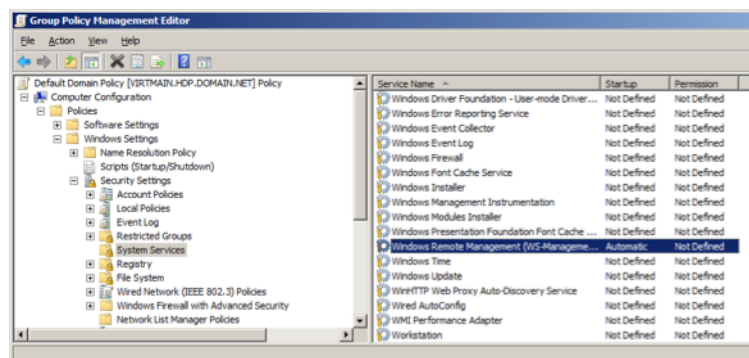 Group Policy Management Editor
File Action View Help
Default Domain Policy [VIRTMAIN.HDP.DOMAIN.NET] Policy
Computer Configuration
Policies
Software Settings
Windows Settings
Name Resolution Policy
Scripts (Startup/Shutdown)
Security Settings
Account Policies
Local Policies
Event Log
Restricted Groups
System Services
Registry
File System
Wired Network (IEEE 802.3) Policies
Windows Firewall with Advanced Security
Network List Manager Policies
Service Name Startup Permission
Windows Driver Foundation - User-mode Driver... Not Defined Not Defined
Windows Error Reporting Service Not Defined Not Defined
Windows Event Collector Not Defined Not Defined
Windows Event Log Not Defined Not Defined
Windows Firewall Not Defined Not Defined
Windows Font Cache Service Not Defined Not Defined
Windows Installer Not Defined Not Defined
Windows Management Instrumentation Not Defined Not Defined
Windows Modules Installer Not Defined Not Defined
Windows Presentation Foundation Font Cache ... Not Defined Not Defined
Windows Remote Management (WS-Manageme... Automatic Not Defined
Windows Time Not Defined Not Defined
Windows Update Not Defined Not Defined
WinHTTP Web Proxy Auto-Discovery Service Not Defined Not Defined
Wired AutoConfig Not Defined Not Defined
WMI Performance Adapter Not Defined Not Defined
Workstation Not Defined Not Defined